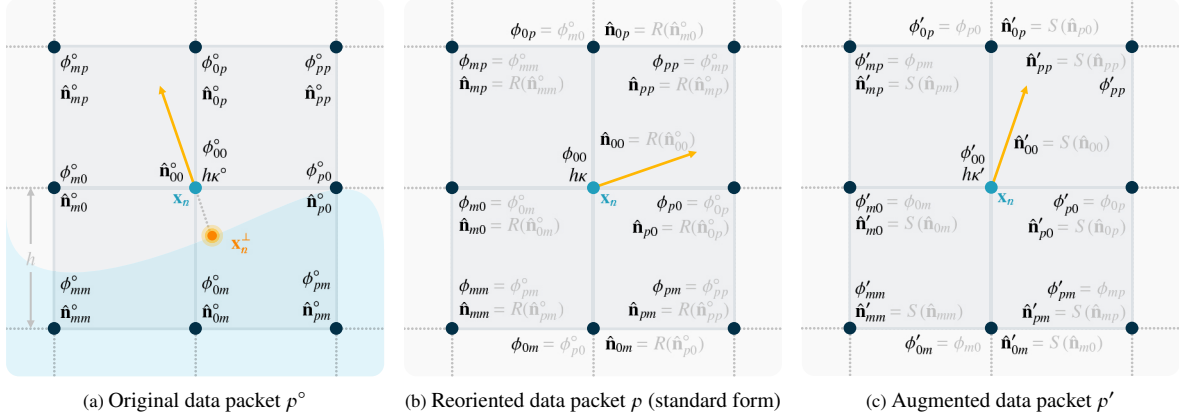 ϕ°ₘₚ ϕ°₀ₚ ϕ°ₚₚ
n̂°ₘₚ n̂°₀ₚ n̂°ₚₚ
ϕ°₀₀
n̂°₀₀ hκ°
ϕ°ₘ₀ ϕ°ₚ₀
n̂°ₘ₀ xₙ n̂°ₚ₀
xₙ⊥
h
ϕ°ₘₘ ϕ°₀ₘ ϕ°ₚₘ
n̂°ₘₘ n̂°₀ₘ n̂°ₚₘ
(a) Original data packet p°
ϕ₀ₚ = ϕ°ₘ₀ n̂₀ₚ = R(n̂°ₘ₀)
ϕₘₚ = ϕ°ₘₘ ϕₚₚ = ϕ°ₘₚ
n̂ₘₚ = R(n̂°ₘₘ) n̂ₚₚ = R(n̂°ₘₚ)
n̂₀₀ = R(n̂°₀₀)
ϕ₀₀
hκ
xₙ
ϕₘ₀ = ϕ°₀ₘ ϕₚ₀ = ϕ°₀ₚ
n̂ₘ₀ = R(n̂°₀ₘ) n̂ₚ₀ = R(n̂°₀ₚ)
ϕₘₘ = ϕ°ₚₘ ϕₚₘ = ϕ°ₚₚ
n̂ₘₘ = R(n̂°ₚₘ) n̂ₚₘ = R(n̂°ₚₚ)
ϕ₀ₘ = ϕ°ₚ₀ n̂₀ₘ = R(n̂°ₚ₀)
(b) Reoriented data packet p (standard form)
ϕ′₀ₚ = ϕₚ₀ n̂′₀ₚ = S(n̂ₚ₀)
ϕ′ₘₚ = ϕₚₘ n̂′ₚₚ = S(n̂ₚₚ)
n̂′ₘₚ = S(n̂ₚₘ) ϕ′ₚₚ
ϕ′₀₀ n̂′₀₀ = S(n̂₀₀)
hκ′
xₙ
ϕ′ₘ₀ = ϕ₀ₘ ϕ′ₚ₀ = ϕ₀ₚ
n̂′ₘ₀ = S(n̂₀ₘ) n̂′ₚ₀ = S(n̂₀ₚ)
ϕ′ₘₘ ϕ′ₚₘ = ϕₘₚ
n̂′ₘₘ = S(n̂ₘₘ) n̂′ₚₘ = S(n̂ₘₚ)
ϕ′₀ₘ = ϕₘ₀ n̂′₀ₘ = S(n̂ₘ₀)
(c) Augmented data packet p′